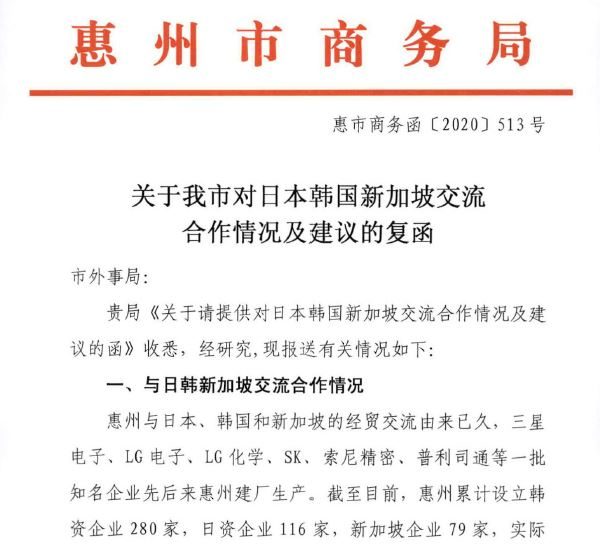 惠州市商务局
惠市商务函〔2020〕513号
关于我市对日本韩国新加坡交流
合作情况及建议的复函
市外事局：
贵局《关于请提供对日本韩国新加坡交流合作情况及建
议的函》收悉，经研究,现报送有关情况如下：
一、与日韩新加坡交流合作情况
惠州与日本、韩国和新加坡的经贸交流由来已久，三星
电子、LG电子、LG化学、SK、索尼精密、普利司通等一批
知名企业先后来惠州建厂生产。截至目前，惠州累计设立韩
资企业280家，日资企业116家，新加坡企业79家，实际